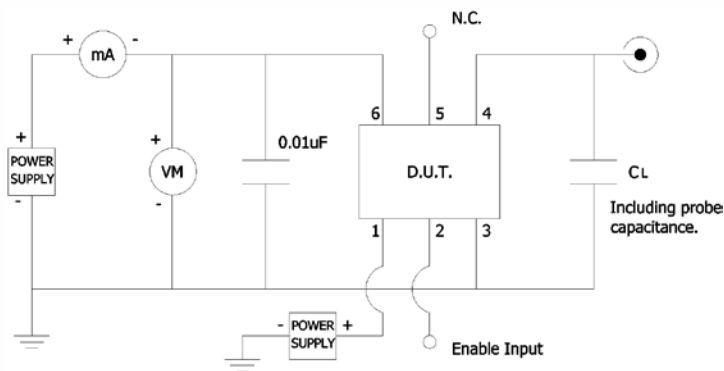 N.C.
+ mA -
6 5 4
0.01uF
+
POWER
SUPPLY
-
+
VM
-
D.U.T.
CL
Including probe
capacitance.
1 2 3
- POWER
SUPPLY +
Enable Input